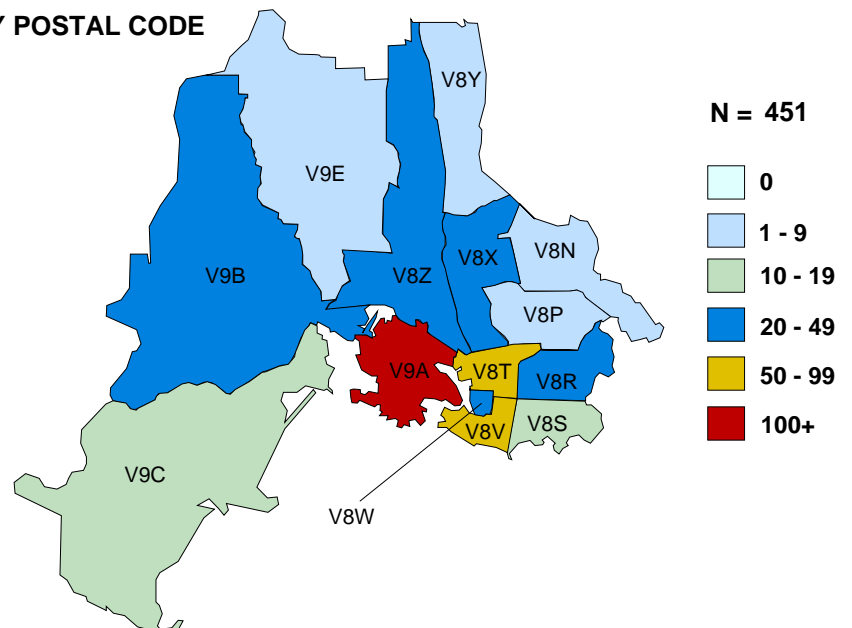 Y POSTAL CODE
V8Y
N = 451
V9E
0
1 - 9
V8N
V9B
V8Z
V8X
10 - 19
V8P
20 - 49
V9A
V8T
V8R
50 - 99
V8S
V8V
100+
V9C
V8W